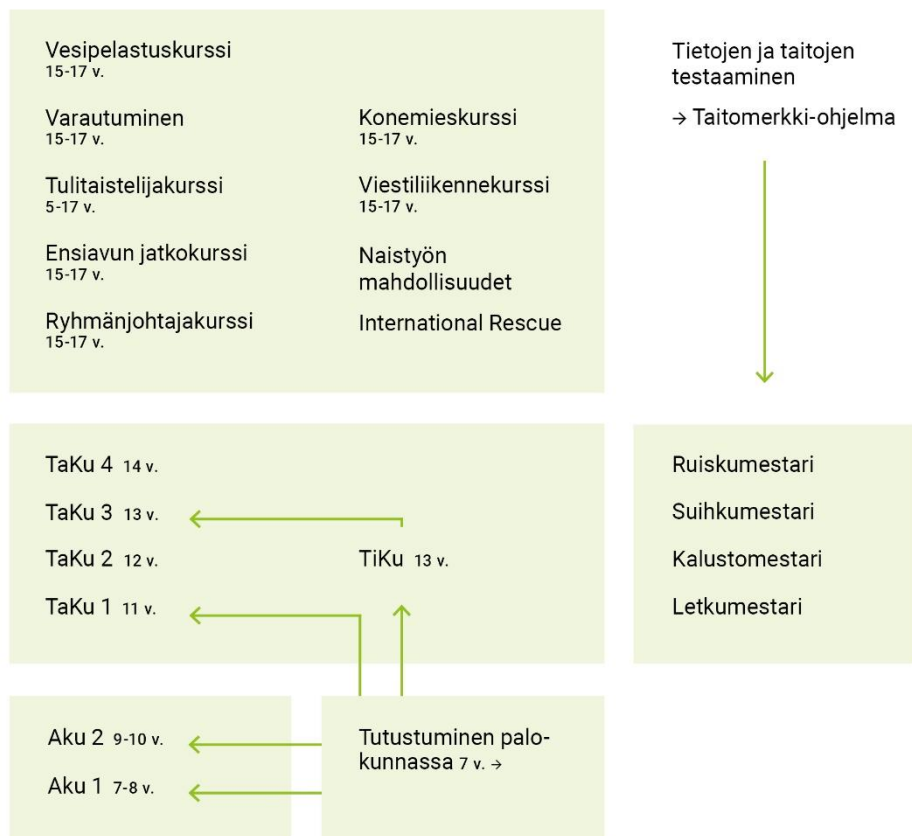 Vesipelastuskurssi
15-17 v.
Varautuminen
15-17 v.
Tulitaistelijakurssi
5-17 v.
Ensiavun jatkokurssi
15-17 v.
Ryhmänjohtajakurssi
15-17 v.
Konemieskurssi
15-17 v.
Viestiliikennekurssi
15-17 v.
Naistyön
mahdollisuudet
International Rescue
Tietojen ja taitojen
testaaminen
→ Taitomerkki-ohjelma
TaKu 4 14 v.
TaKu 3 13 v.
TaKu 2 12 v.
TaKu 1 11 v.
TiKu 13 v.
Ruiskumestari
Suihkumestari
Kalustomestari
Letkumestari
Aku 2 9-10 v.
Aku 1 7-8 v.
Tutustuminen palo-
kunnassa 7 v. →